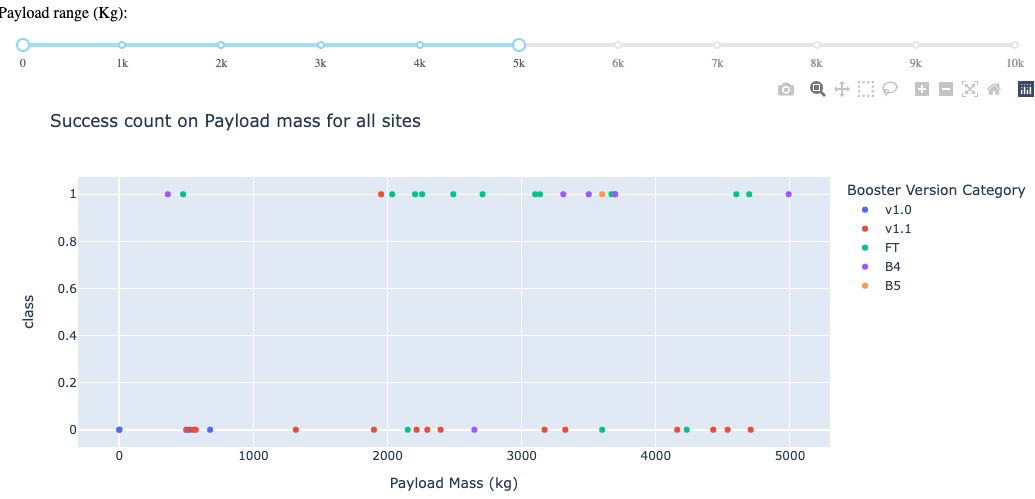 Payload range (Kg):
0 1k 2k 3k 4k 5k 6k 7k 8k 9k 10k
Success count on Payload mass for all sites
Booster Version Category
v1.0
v1.1
FT
B4
B5
1
0.8
0.6
0.4
0.2
0
class
0 1000 2000 3000 4000 5000
Payload Mass (kg)